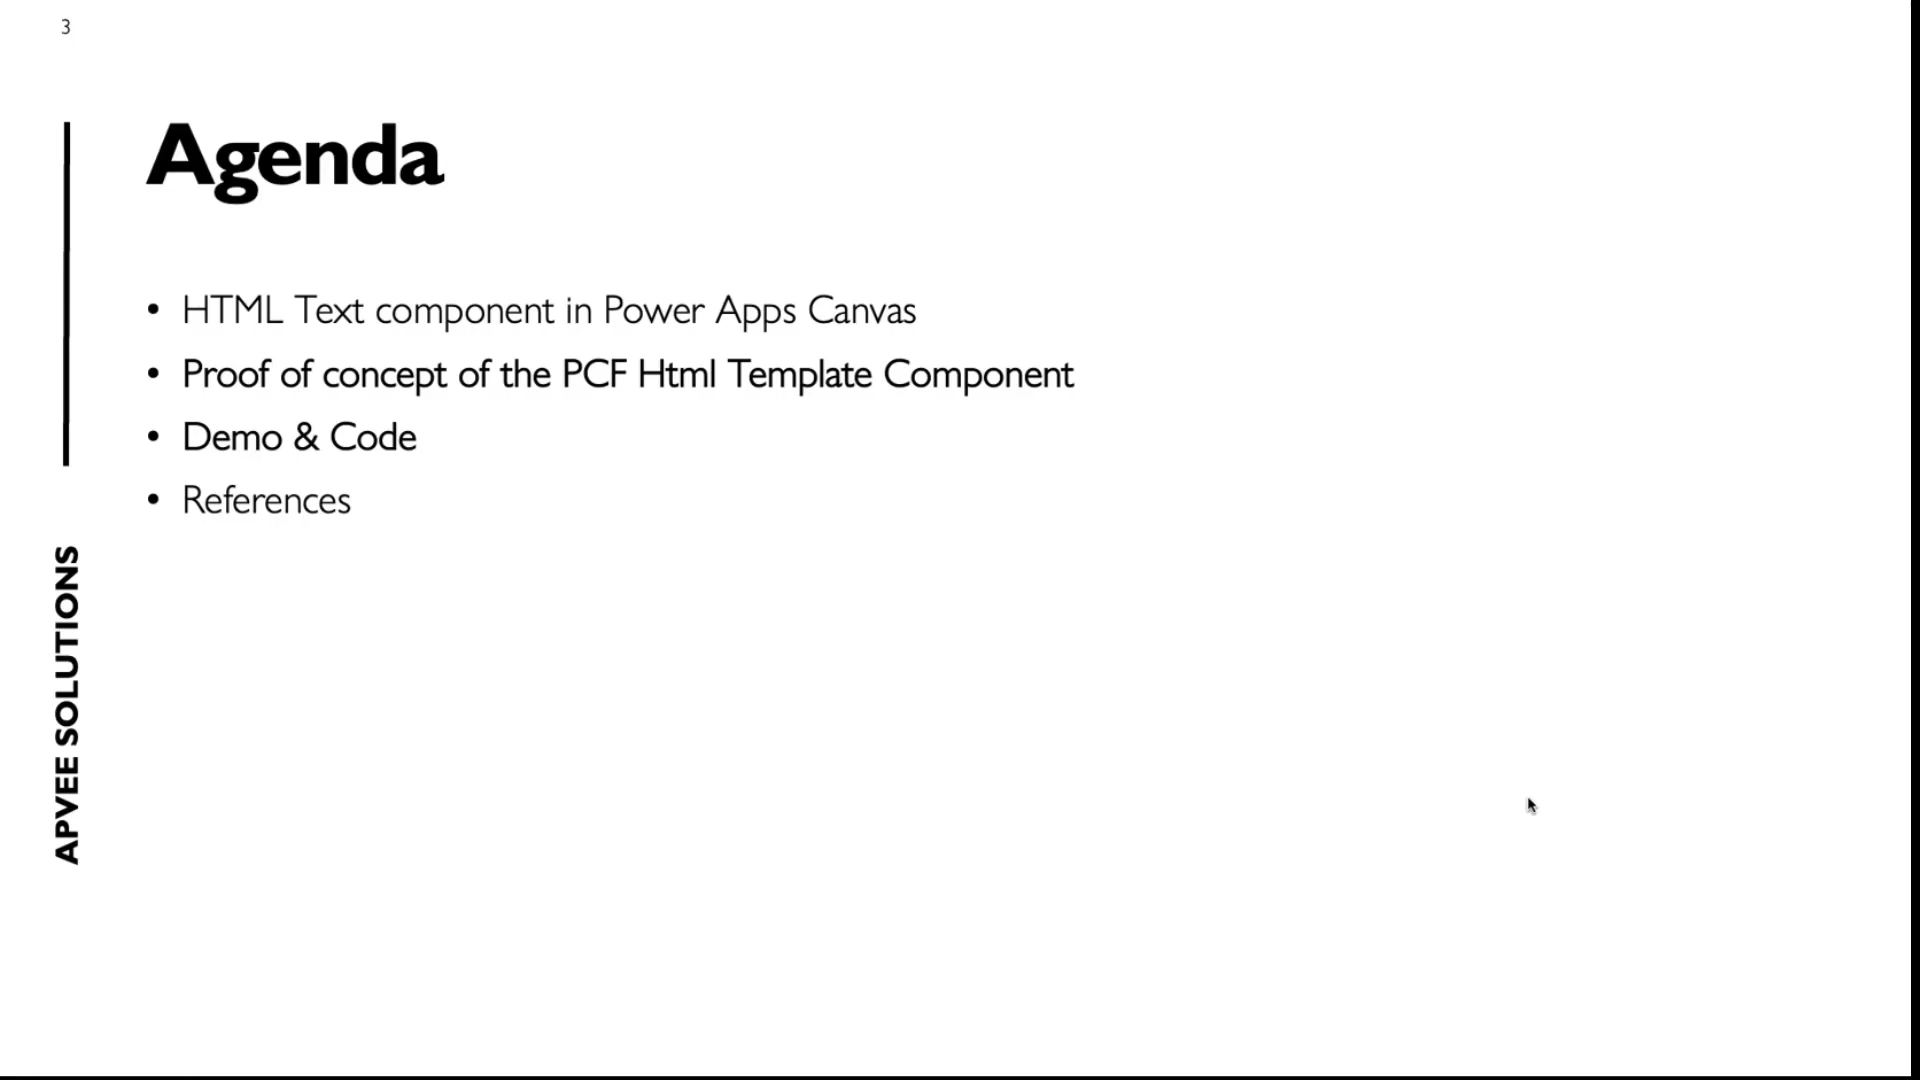 3
Agenda
• HTML Text component in Power Apps Canvas
• Proof of concept of the PCF Html Template Component
• Demo & Code
• References
APVEE SOLUTIONS